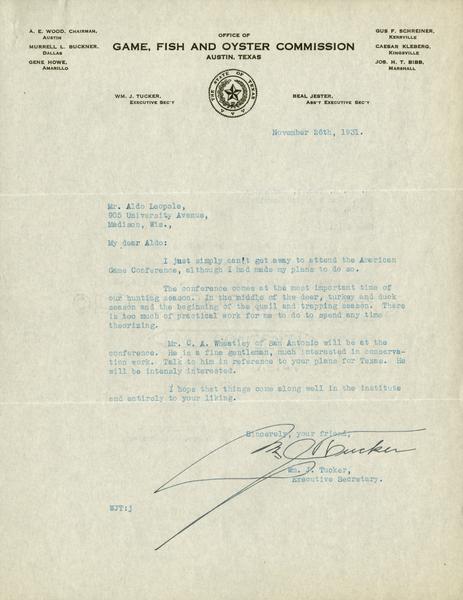 OFFICE OF
GAME, FISH AND OYSTER COMMISSION
AUSTIN, TEXAS
A. E. WOOD, CHAIRMAN,
AUSTIN
MURRELL L. BUCKNER,
DALLAS
GENE HOWE,
AMARILLO
GUS F. SCHREINER,
KERRVILLE
CAESAR KLEBERG,
KINGSVILLE
JOS. H. T. BIBB,
MARSHALL
WM. J. TUCKER,
EXECUTIVE SEC'Y
THE STATE OF TEXAS
BEAL JESTER,
ASS'T EXECUTIVE SEC'Y
November 26th, 1931.
Mr. Aldo Leopole,
905 University Avenue,
Madison, Wis.,
My dear Aldo:
I just simply can't get away to attend the American
Game Conference, although I had made my plans to do so.
The conference comes at the most important time of
our hunting season. In the middle of the deer, turkey and duck
season and the beginning of the quail and trapping season. There
is too much of practical work for me to do to spend any time
theorizing.
Mr. C. A. Wheatley of San Antonio will be at the
conference. He is a fine gentleman, much interested in conserva-
tion work. Talk to him in reference to your plans for Texas. He
will be intensly interested.
I hope that things come along well in the institute
and entirely to your liking.
Sincerely, your friend,
Wm J Tucker
Wm. J. Tucker,
Executive Secretary.
WJT:j